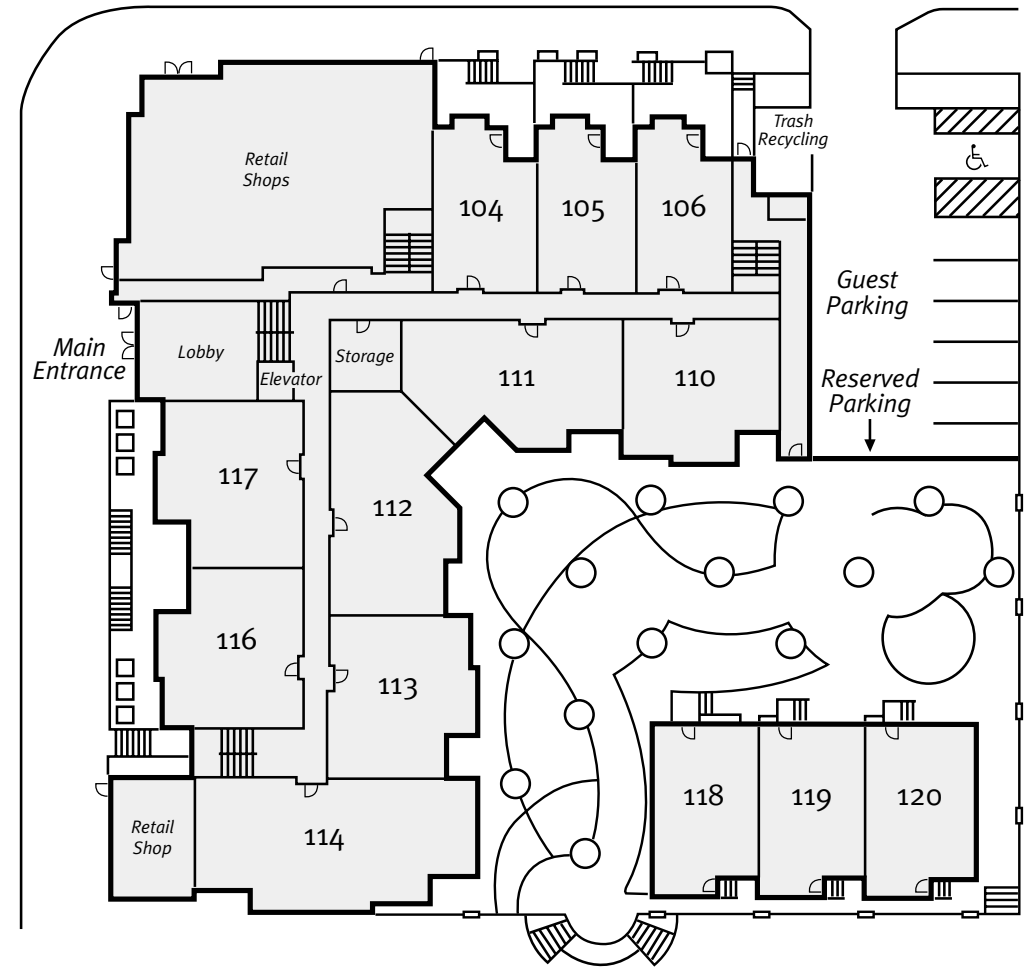 Trash
Recycling
Retail
Shops
104
105
106
Guest
Parking
Main
Entrance
Lobby
Elevator
Storage
111
110
Reserved
Parking
117
112
116
113
118
119
120
Retail
Shop
114